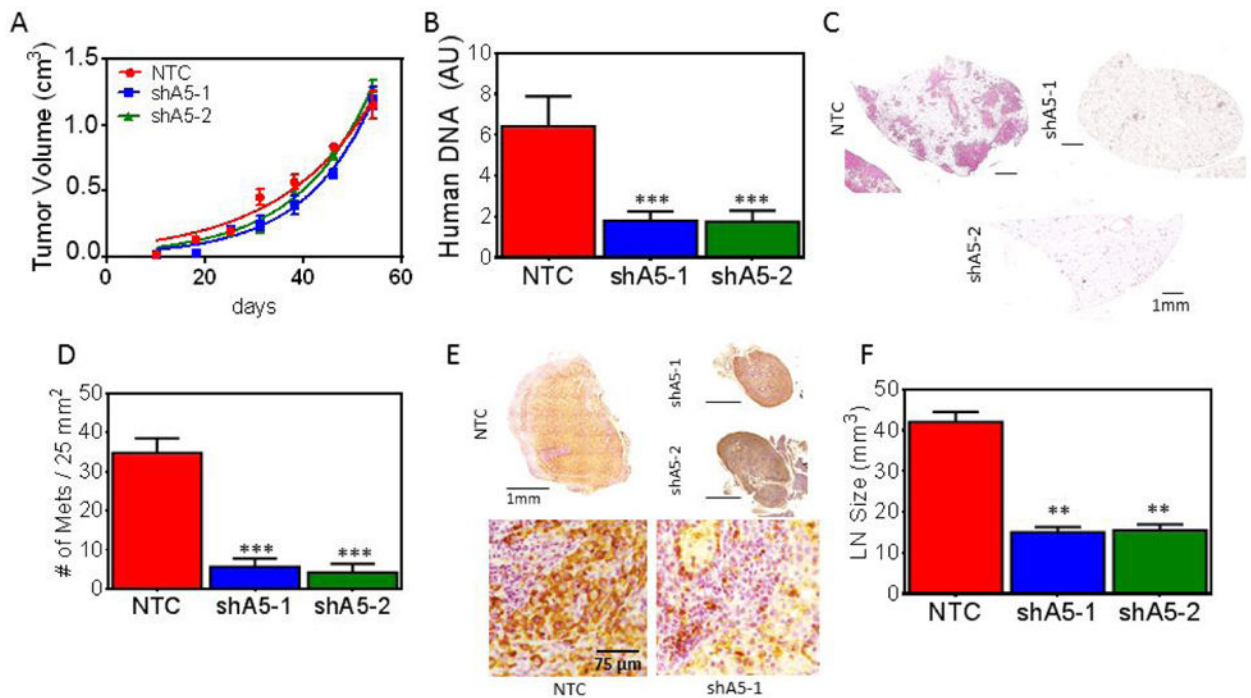 A
Tumor Volume (cm³)
1.5
1.0
0.5
0.0
NTC
shA5-1
shA5-2
0
20
40
60
days
B
Human DNA (AU)
10
8
6
4
2
0
***
***
NTC
shA5-1
shA5-2
C
NTC
shA5-1
shA5-2
1mm
D
# of Mets / 25 mm²
50
40
30
20
10
0
***
***
NTC
shA5-1
shA5-2
E
NTC
1mm
shA5-1
shA5-2
75 μm
NTC
shA5-1
F
LN Size (mm³)
50
40
30
20
10
0
**
**
NTC
shA5-1
shA5-2